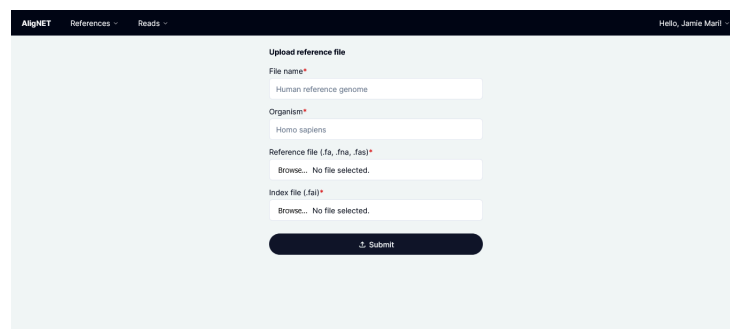 AligNET References Reads Hello, Jamie Mari!
Upload reference file
File name*
Human reference genome
Organism*
Homo sapiens
Reference file (.fa, .fna, .fas)*
Browse... No file selected.
Index file (.fai)*
Browse... No file selected.
Submit